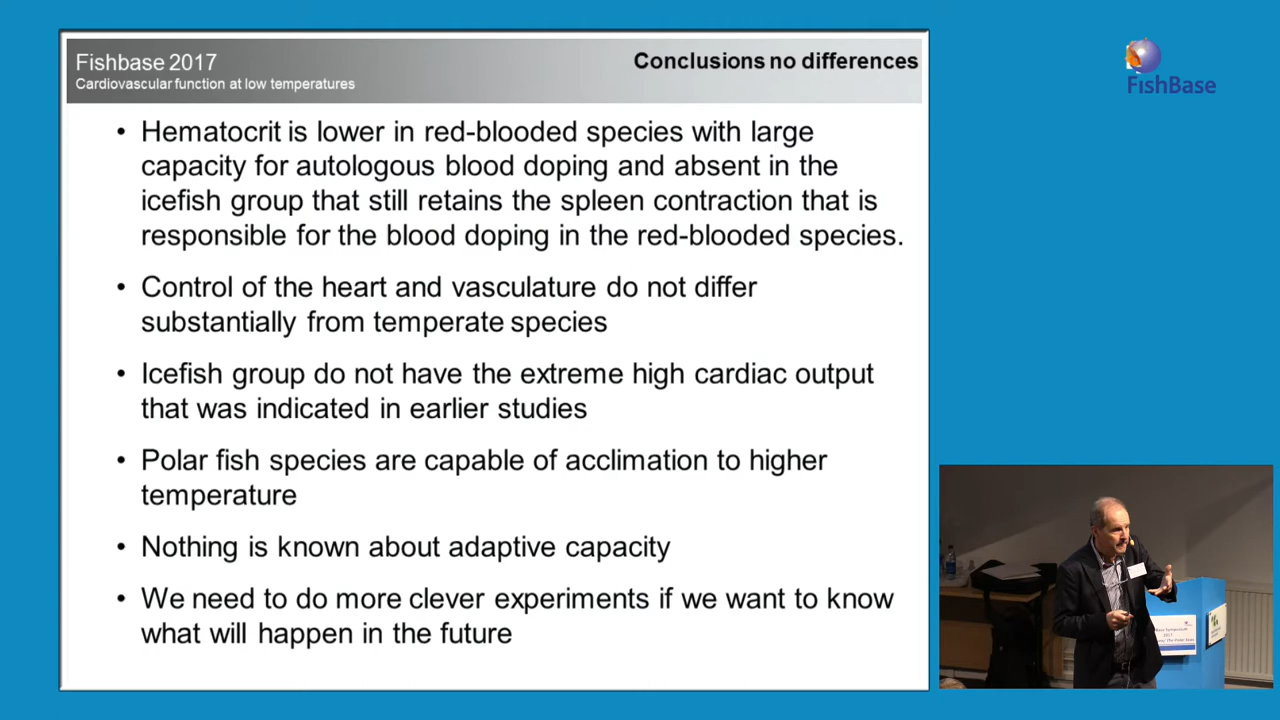 Fishbase 2017
Cardiovascular function at low temperatures
Conclusions no differences
• Hematocrit is lower in red-blooded species with large
capacity for autologous blood doping and absent in the
icefish group that still retains the spleen contraction that is
responsible for the blood doping in the red-blooded species.
• Control of the heart and vasculature do not differ
substantially from temperate species
• Icefish group do not have the extreme high cardiac output
that was indicated in earlier studies
• Polar fish species are capable of acclimation to higher
temperature
• Nothing is known about adaptive capacity
• We need to do more clever experiments if we want to know
what will happen in the future
FishBase
Symposium
2017
The Polar Seas